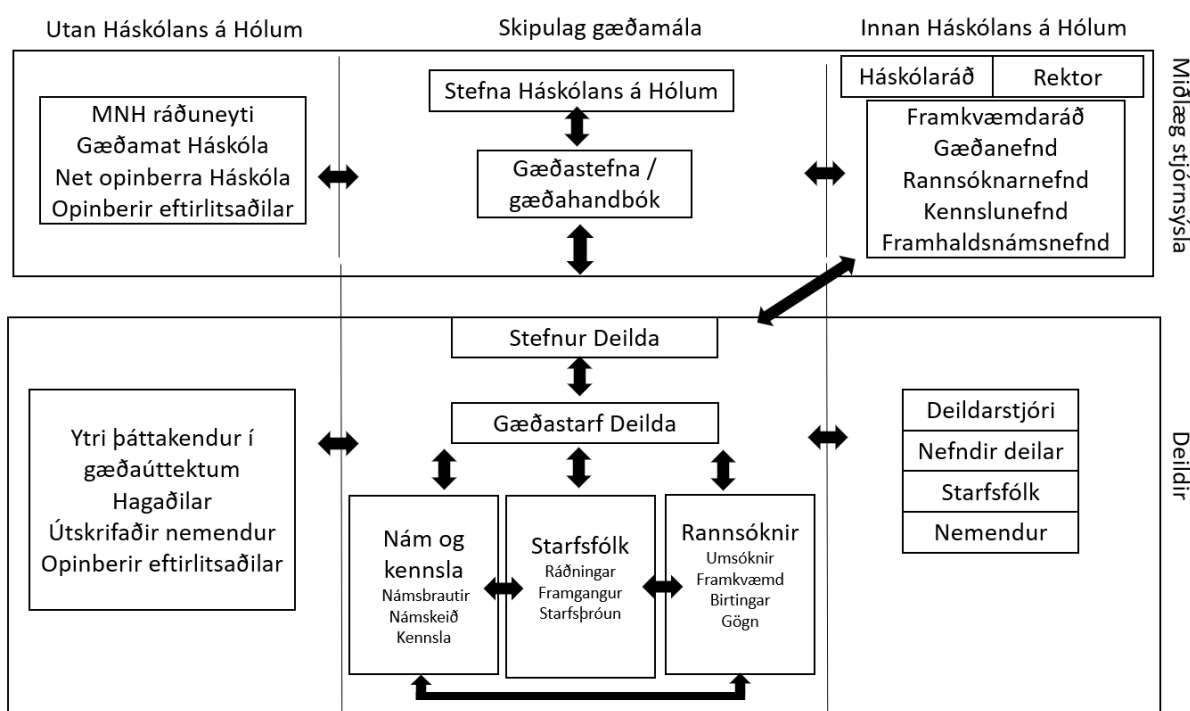 Utan Háskólans á Hólum
Skipulag gæðamála
Innan Háskólans á Hólum
Miðlæg stjórnsýsla
MNH ráðuneyti
Gæðamat Háskóla
Net opinberra Háskóla
Opinberir eftirlitsaðilar
Stefna Háskólans á Hólum
Gæðastefna /
gæðahandbók
Háskólaráð
Rektor
Framkvæmdaráð
Gæðanefnd
Rannsóknarnefnd
Kennslunefnd
Framhaldsnámsnefnd
Deildir
Stefnur Deilda
Gæðastarf Deilda
Ytri þáttakendur í
gæðaúttektum
Hagaðilar
Útskrifaðir nemendur
Opinberir eftirlitsaðilar
Nám og
kennsla
Námsbrautir
Námskeið
Kennsla
Starfsfólk
Ráðningar
Framgangur
Starfsþróun
Rannsóknir
Umsóknir
Framkvæmd
Birtingar
Gögn
Deildarstjóri
Nefndir deilar
Starfsfólk
Nemendur